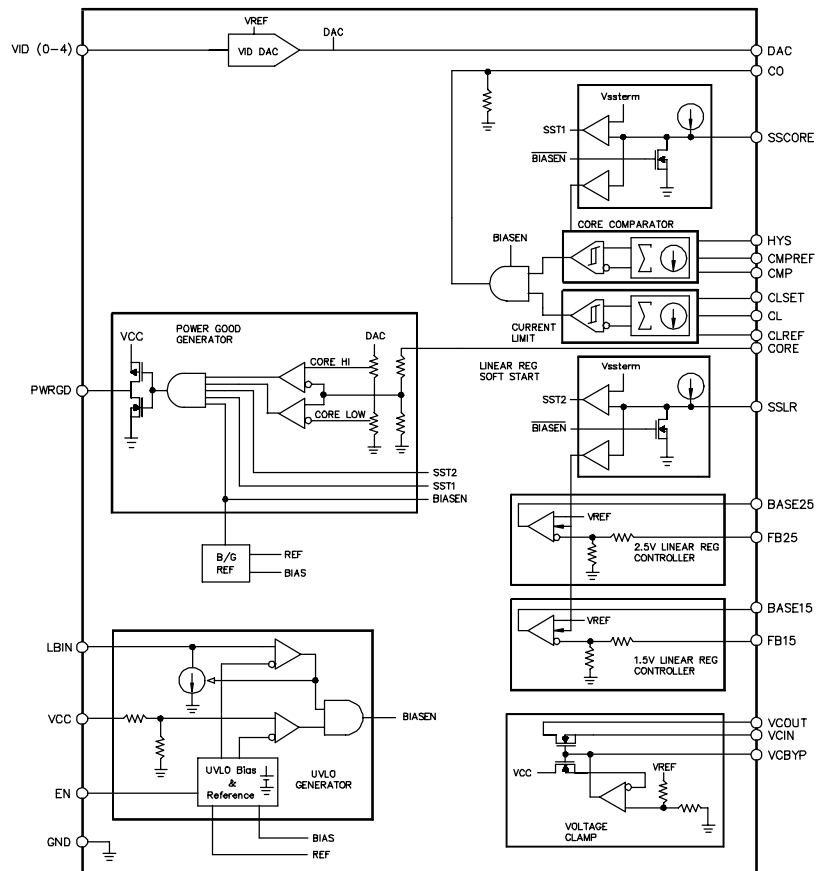 VREF
DAC
VID (0-4)
VID DAC
DAC
CO
Vssterm
SST1
SSCORE
BIASEN
CORE COMPARATOR
BIASEN
HYS
CMPREF
CMP
CLSET
CL
CLREF
CURRENT
LIMIT
CORE
POWER GOOD
GENERATOR
VCC
DAC
CORE HI
PWRGD
CORE LOW
SST2
SST1
BIASEN
B/G
REF
REF
BIAS
LINEAR REG
SOFT START
Vssterm
SST2
SSLR
BIASEN
BASE25
VREF
FB25
2.5V LINEAR REG
CONTROLLER
BASE15
VREF
FB15
1.5V LINEAR REG
CONTROLLER
LBIN
VCC
BIASEN
UVLO Bias
&
Reference
UVLO
GENERATOR
EN
BIAS
REF
GND
VCOUT
VCIN
VCBYP
VCC
VREF
VOLTAGE
CLAMP